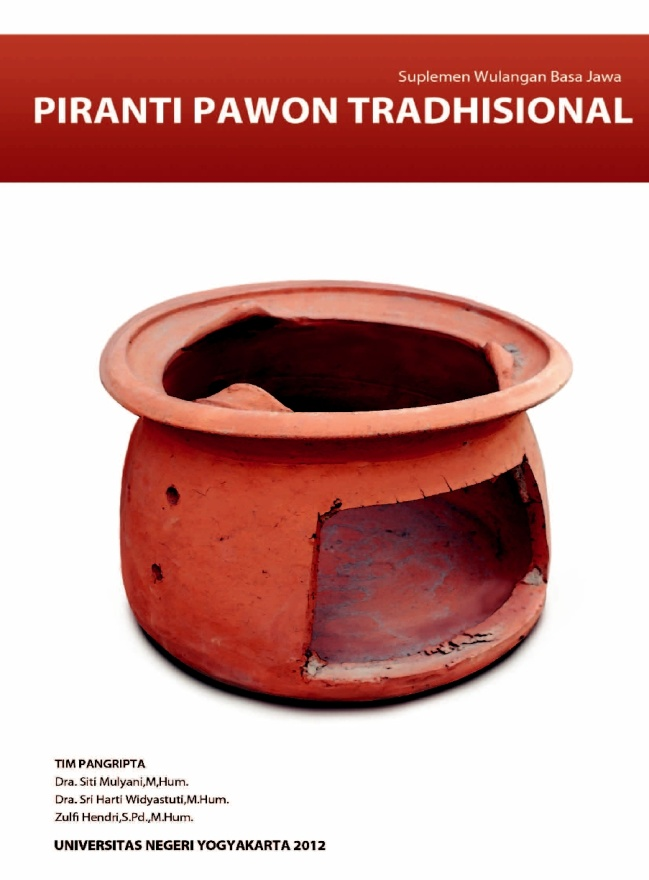 Suplemen Wulangan Basa Jawa
PIRANTI PAWON TRADHISIONAL
TIM PANGRIPTA
Dra. Siti Mulyani,M,Hum.
Dra. Sri Harti Widyastuti,M.Hum.
Zulfi Hendri,S.Pd.,M.Hum.
UNIVERSITAS NEGERI YOGYAKARTA 2012